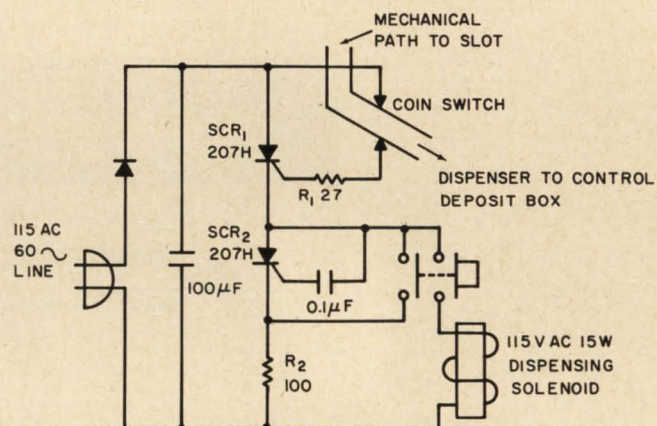 MECHANICAL
PATH TO SLOT
COIN SWITCH
SCR1
207H
R1 27
DISPENSER TO CONTROL
DEPOSIT BOX
115 AC
60~
LINE
SCR2
207H
100μF
0.1μF
R2
100
115V AC 15W
DISPENSING
SOLENOID